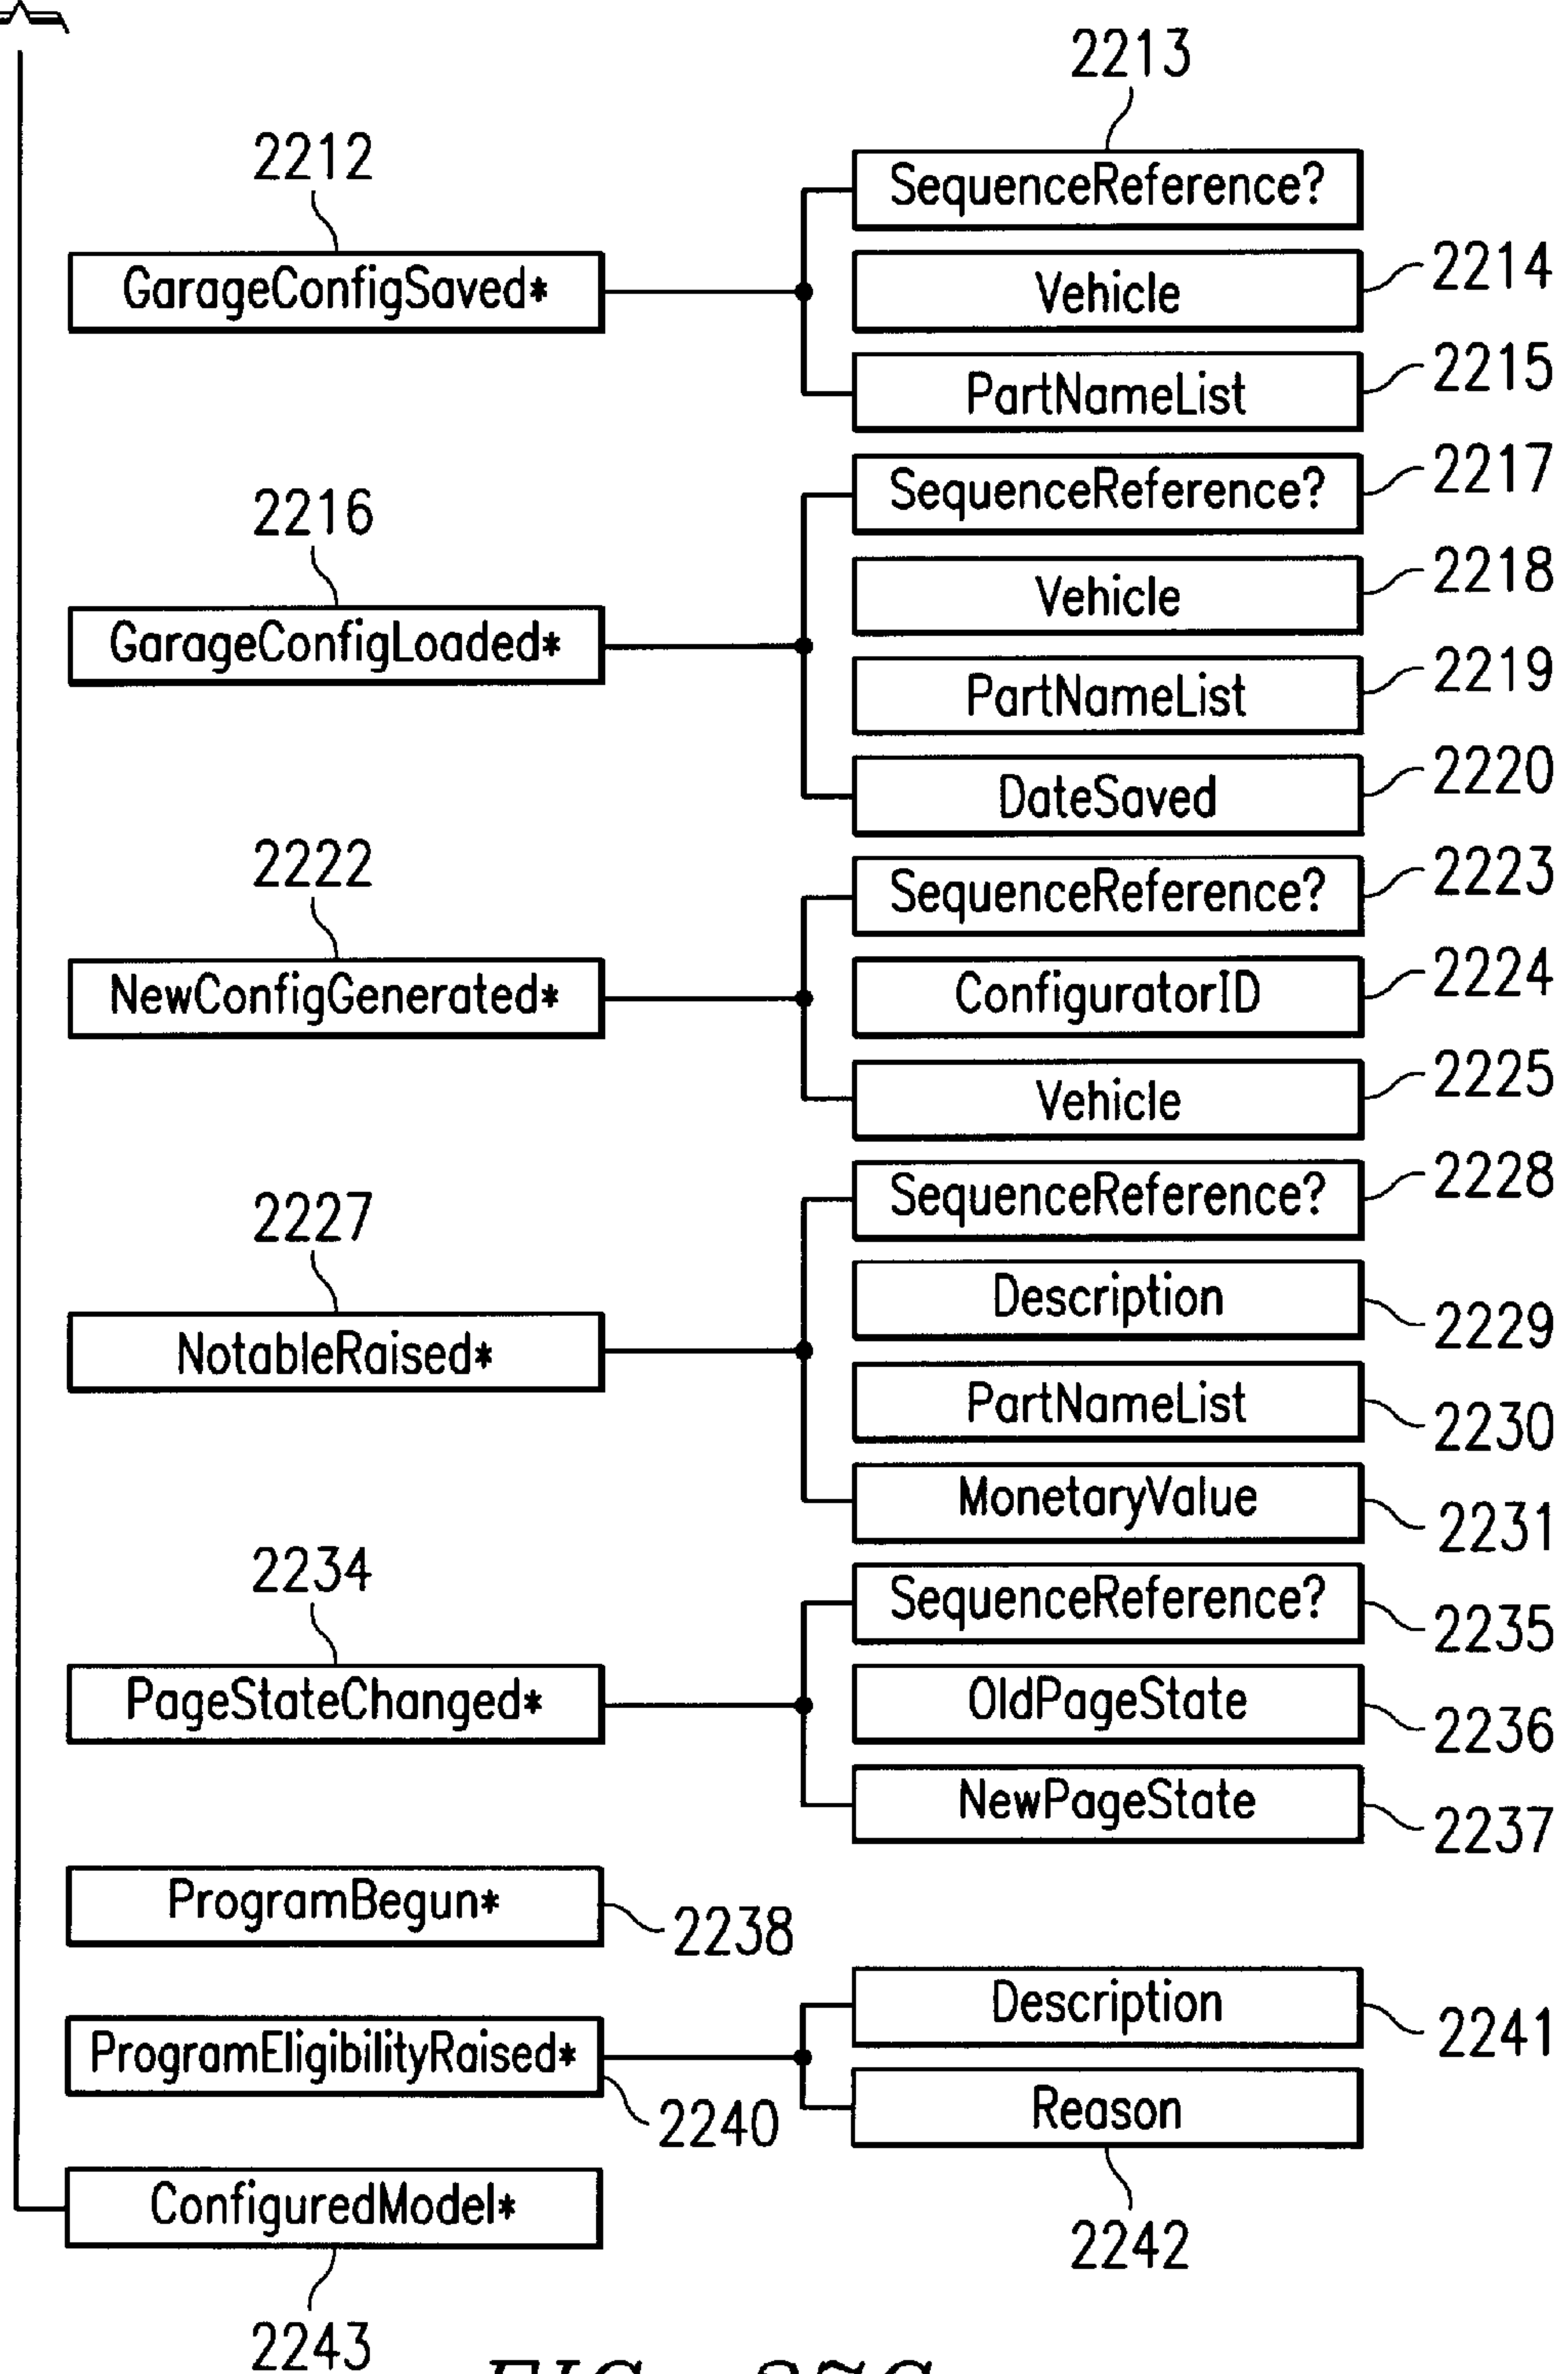 2213
2212
SequenceReference?
GarageConfigSaved*
Vehicle
2214
PartNameList
2215
2216
SequenceReference?
2217
GarageConfigLoaded*
Vehicle
2218
PartNameList
2219
DateSaved
2220
2222
SequenceReference?
2223
NewConfigGenerated*
ConfiguratorID
2224
Vehicle
2225
2227
SequenceReference?
2228
NotableRaised*
Description
2229
PartNameList
2230
MonetaryValue
2231
2234
SequenceReference?
2235
PageStateChanged*
OldPageState
2236
NewPageState
2237
ProgramBegun*
2238
Description
2241
ProgramEligibilityRaised*
2240
Reason
2242
ConfiguredModel*
2243